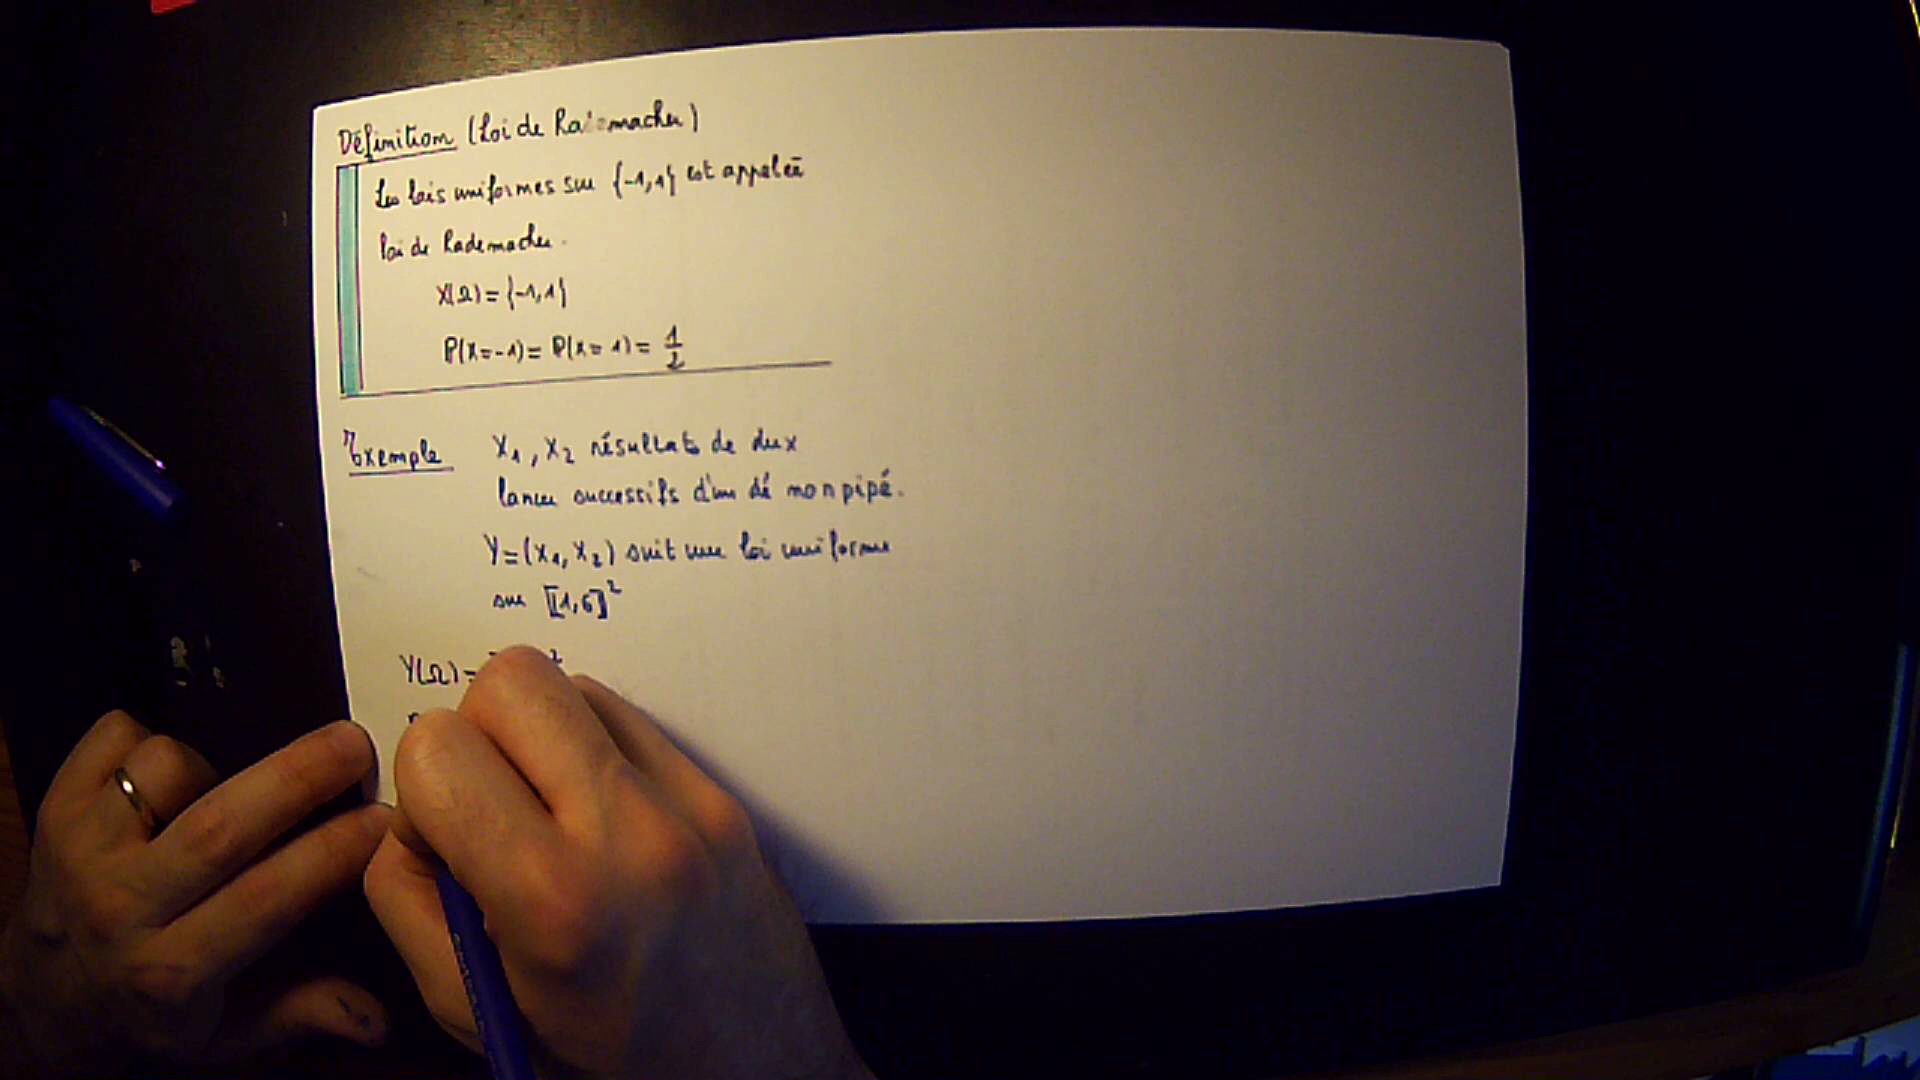 Définition (Loi de Rademacher)
Les lois uniformes sur {-1,1} est appelée
loi de Rademacher.
X(Ω) = {-1,1}
P(X=-1) = P(X=1) = 1/2
Exemple X₁, X₂ résultats de deux
lancer successifs d'un dé non pipé.
Y = (X₁, X₂) suit une loi uniforme
sur ⟦1,6⟧²
Y(Ω) = ²